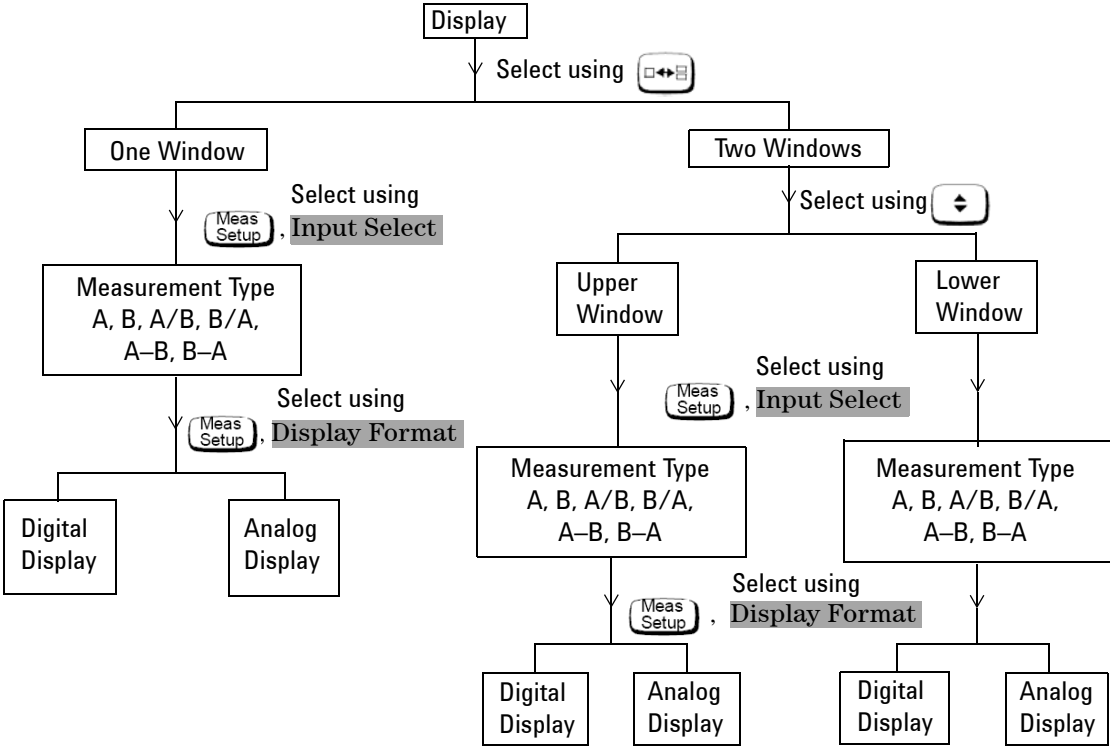 Display
Select using
One Window
Two Windows
Select using
Meas
Setup
, Input Select
Select using
Measurement Type
A, B, A/B, B/A,
A–B, B–A
Upper
Window
Lower
Window
Select using
Meas
Setup
, Display Format
Select using
Meas
Setup
, Input Select
Digital
Display
Analog
Display
Measurement Type
A, B, A/B, B/A,
A–B, B–A
Measurement Type
A, B, A/B, B/A,
A–B, B–A
Select using
Meas
Setup
, Display Format
Digital
Display
Analog
Display
Digital
Display
Analog
Display